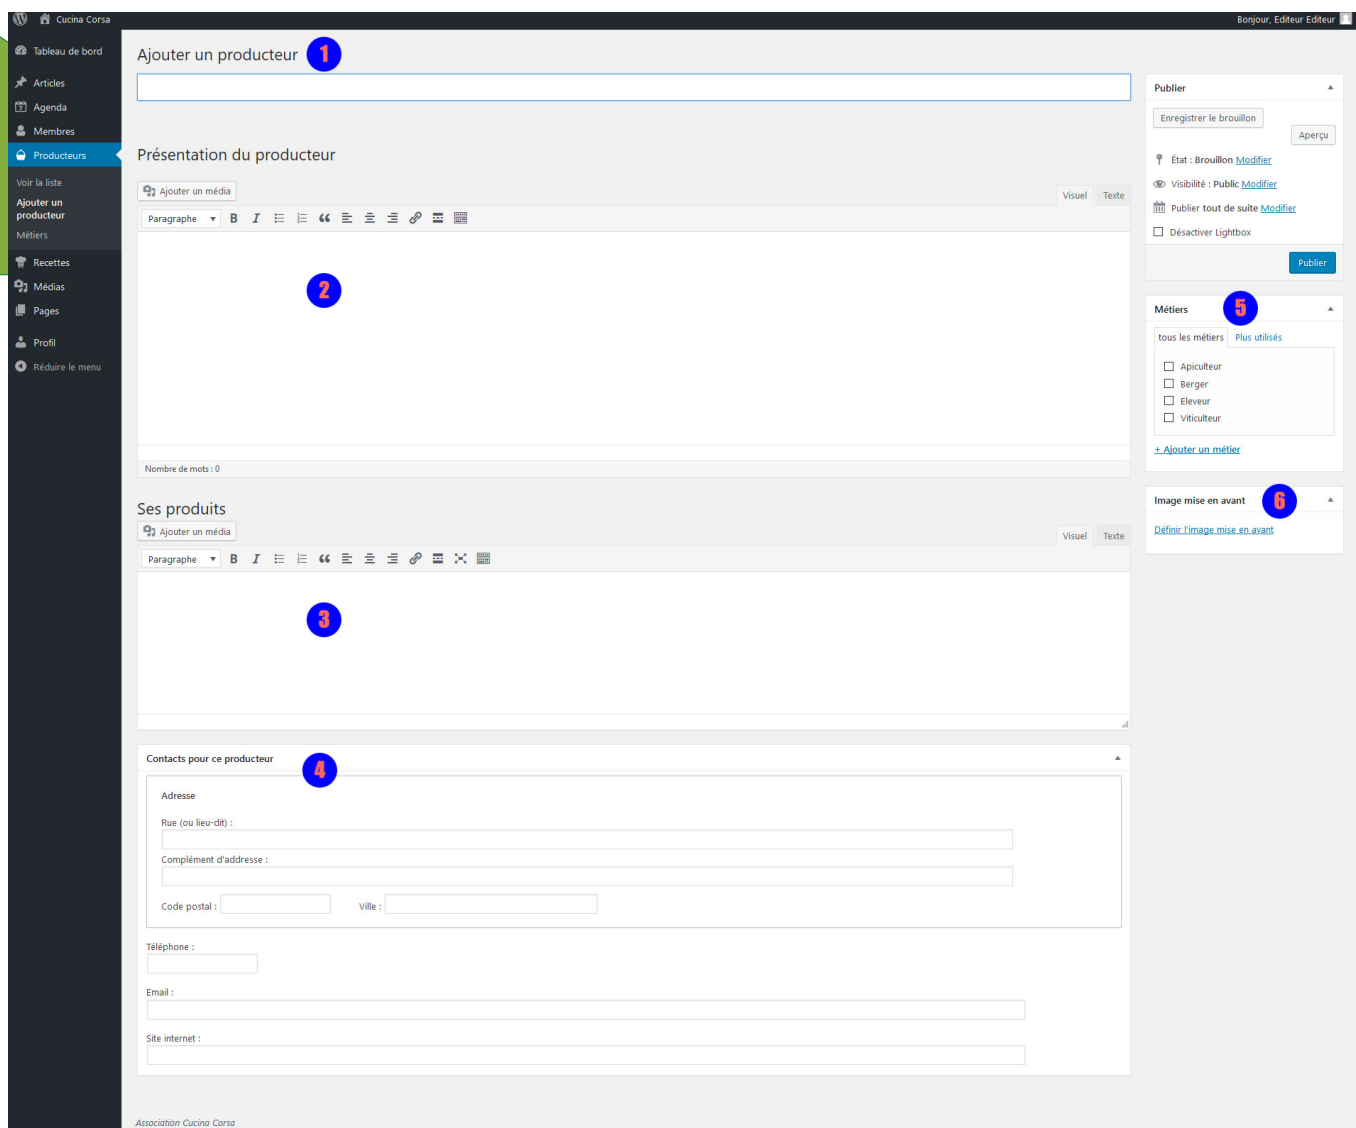 Cucina Corsa
Bonjour, Editeur Editeur
Tableau de bord
Articles
Agenda
Membres
Producteurs
Voir la liste
Ajouter un
producteur
Métiers
Recettes
Médias
Pages
Profil
Réduire le menu
Ajouter un producteur 1
Présentation du producteur
Ajouter un média
Visuel Texte
Paragraphe B I
2
Nombre de mots : 0
Ses produits
Ajouter un média
Visuel Texte
Paragraphe B I
3
Contacts pour ce producteur 4
Adresse
Rue (ou lieu-dit) :
Complément d'addresse :
Code postal : Ville :
Téléphone :
Email :
Site internet :
Association Cucina Corsa
Publier
Enregistrer le brouillon
Aperçu
État : Brouillon Modifier
Visibilité : Public Modifier
Publier tout de suite Modifier
Désactiver Lightbox
Publier
Métiers 5
tous les métiers Plus utilisés
Apiculteur
Berger
Eleveur
Viticulteur
+ Ajouter un métier
Image mise en avant 6
Définir l'image mise en avant